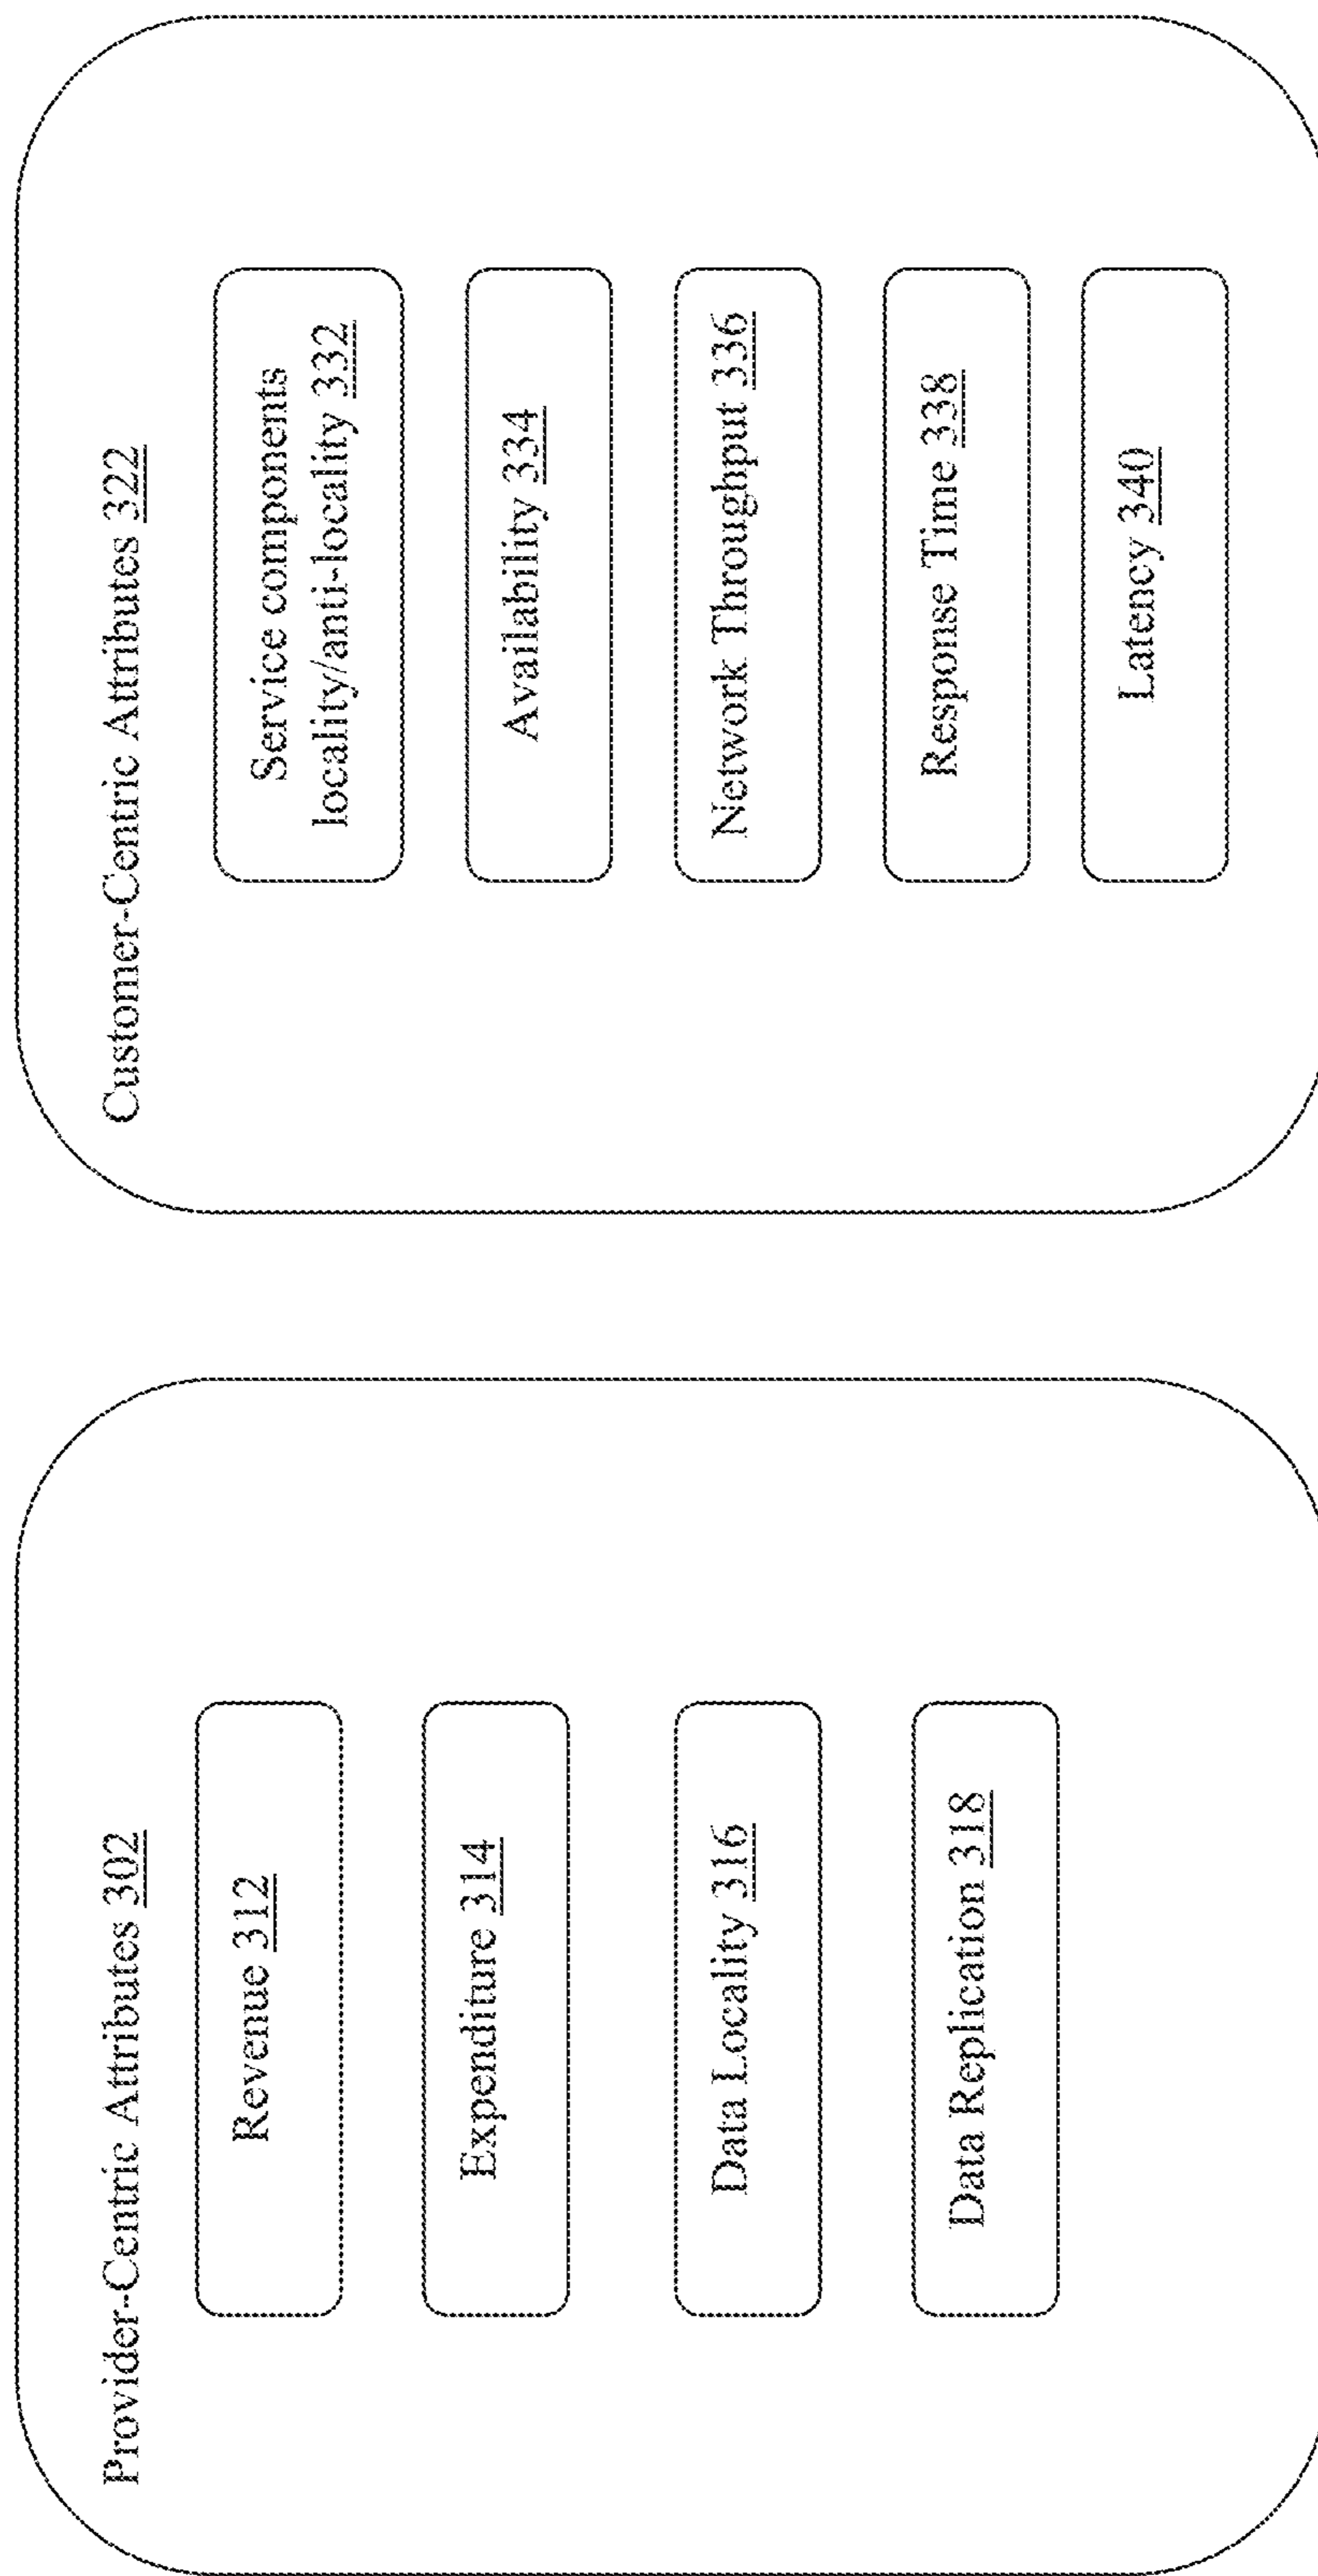 Provider-Centric Attributes 302
Revenue 312
Expenditure 314
Data Locality 316
Data Replication 318
Customer-Centric Attributes 322
Service components
locality/anti-locality 332
Availability 334
Network Throughput 336
Response Time 338
Latency 340